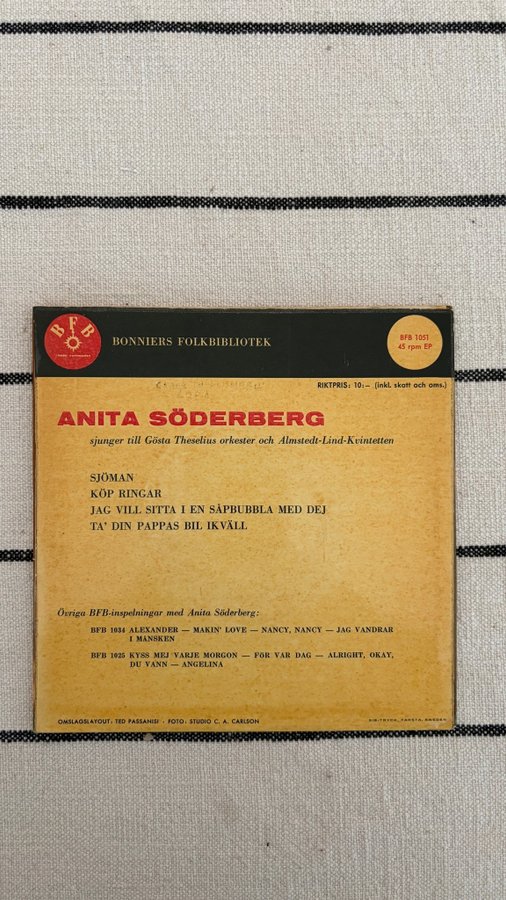 BFB
BONNIERS FOLKBIBLIOTEK
BFB 1051
45 rpm EP
RIKTPRIS: 10:— (inkl. skatt och oms.)
ANITA SÖDERBERG
sjunger till Gösta Theselius orkester och Almstedt-Lind-Kvintetten
SJÖMAN
KÖP RINGAR
JAG VILL SITTA I EN SÅPBUBBLA MED DEJ
TA' DIN PAPPAS BIL IKVÄLL
Övriga BFB-inspelningar med Anita Söderberg:
BFB 1034 ALEXANDER — MAKIN' LOVE — NANCY, NANCY — JAG VANDRAR
I MÅNSKEN
BFB 1025 KYSS MEJ VARJE MORGON — FÖR VAR DAG — ALRIGHT, OKAY,
DU VANN — ANGELINA
OMSLAGSLAYOUT: TED PASSANISI · FOTO: STUDIO C. A. CARLSON
TRYCK, FARSTA, SWEDEN